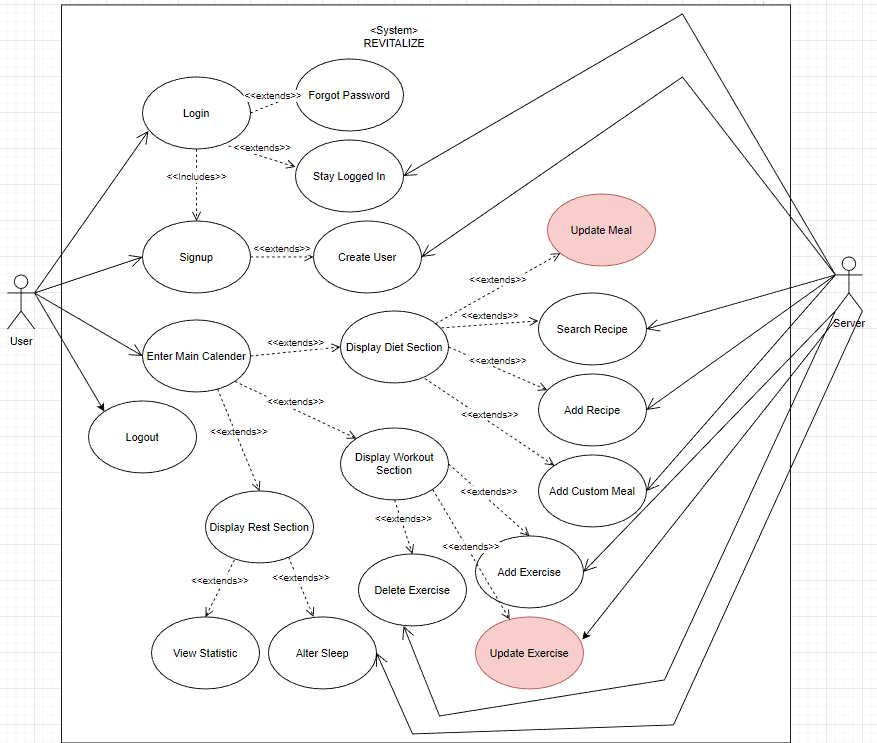 <System>
REVITALIZE
Login
<<extends>>
Forgot Password
<<extends>>
Stay Logged In
<<Includes>>
Signup
<<extends>>
Create User
Update Meal
<<extends>>
<<extends>>
Search Recipe
User
Server
Enter Main Calender
<<extends>>
Display Diet Section
<<extends>>
Add Recipe
<<extends>>
<<extends>>
Logout
<<extends>>
Display Workout
Section
Add Custom Meal
<<extends>>
<<extends>>
Display Rest Section
<<extends>>
Add Exercise
<<extends>>
<<extends>>
Delete Exercise
View Statistic
Alter Sleep
Update Exercise